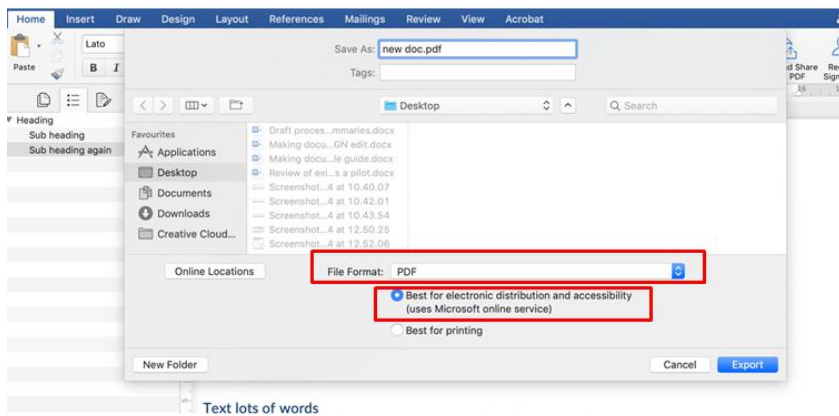 Home Insert Draw Design Layout References Mailings Review View Acrobat
Lato
Paste B I
Save As: new doc.pdf
Tags:
d Share
PDF
Re
Sign
16
Desktop
Search
Heading
Sub heading
Sub heading again
Favourites
Applications
Desktop
Documents
Downloads
Creative Cloud...
Draft proces...mmaries.docx
Making docu...GN edit.docx
Making docu...le guide.docx
Review of exi...s a pilot.docx
Screenshot...4 at 10.40.07
Screenshot...4 at 10.42.01
Screenshot...4 at 10.43.54
Screenshot...4 at 12.50.25
Screenshot...4 at 12.52.06
Online Locations
File Format: PDF
Best for electronic distribution and accessibility
(uses Microsoft online service)
Best for printing
New Folder
Cancel Export
Text lots of words